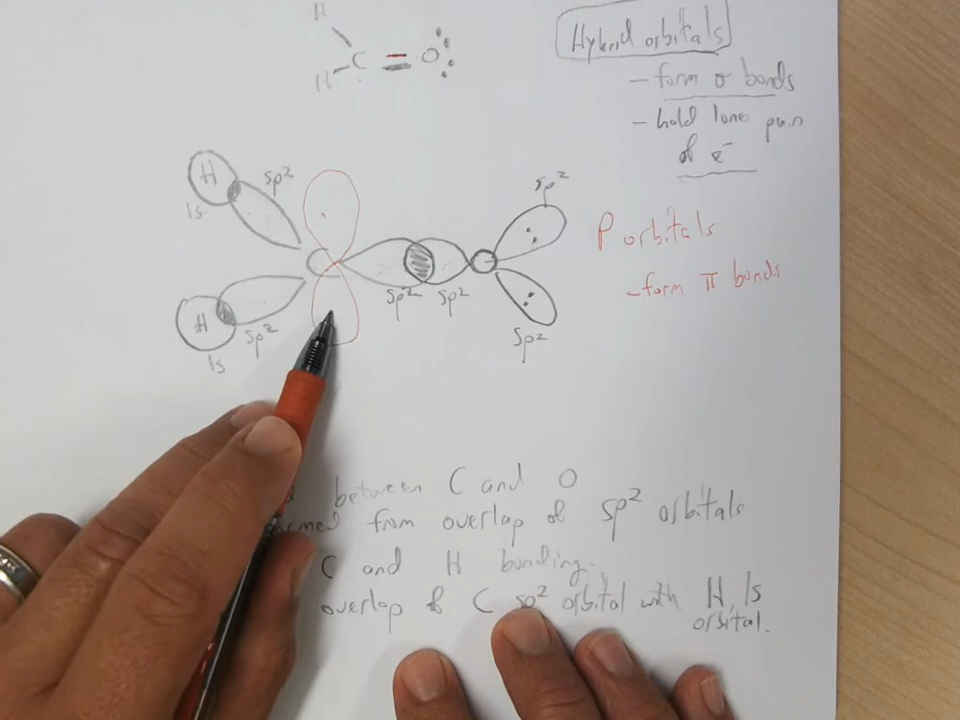 H
H C = O
Hybrid orbitals
- form σ bonds
- hold lone pair
of e⁻
H
sp²
1s
sp²
sp²
sp²
H
sp²
1s
sp²
P orbitals
- form π bonds
between C and O
formed from overlap of sp² orbitals
C and H bonding.
overlap of C sp² orbital with H 1s
orbital.